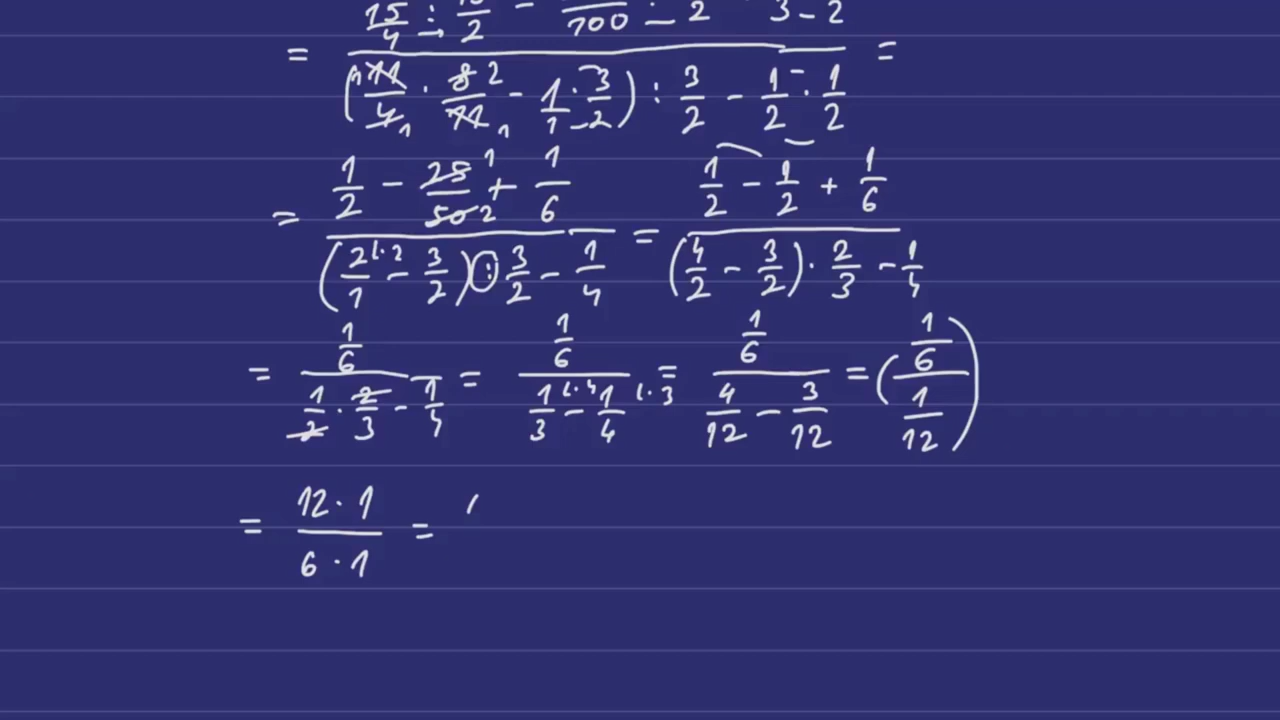 = (15/4 : /2 - /100 : 2 3 - 2) / ((11/4 · 8 2/11 - 1/1 · 3/2) : 3/2 - 1/2 · 1/2) =
= (1/2 - 25 1/50 2 + 1/6) / ((2/1 - 3/2) : 3/2 - 1/4) = (1/2 - 1/2 + 1/6) / ((4/2 - 3/2) · 2/3 - 1/4)
= (1/6) / (1/2 · 2/3 - 1/4) = (1/6) / (1/3 - 1/4) = (1/6) / (4/12 - 3/12) = ((1/6) / (1/12))
= (12 · 1) / (6 · 1) =